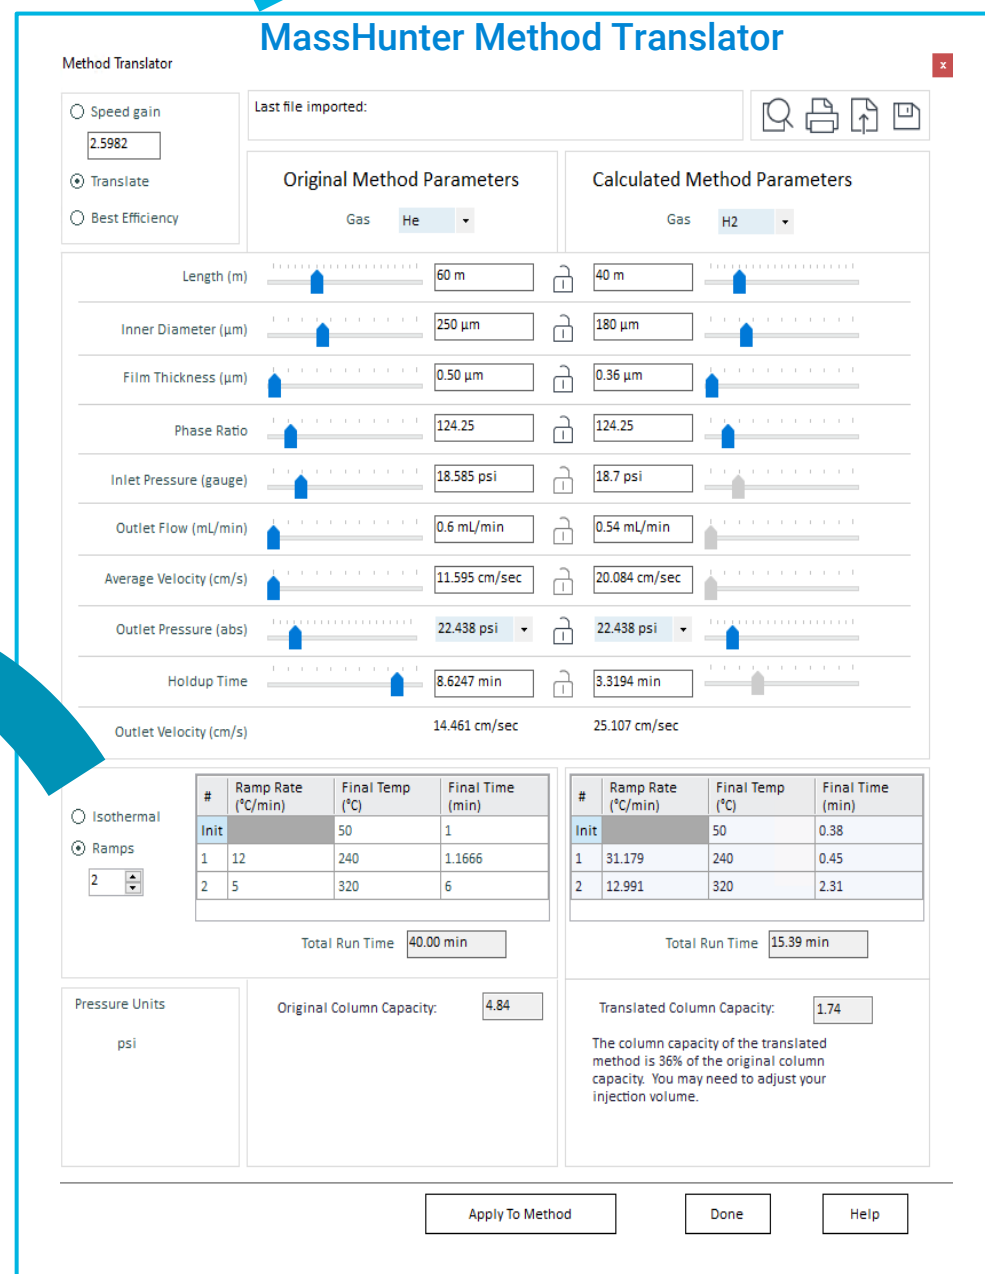 MassHunter Method Translator
Method Translator
x
Speed gain
2.5982
Translate
Best Efficiency
Last file imported:
Original Method Parameters
Gas He
Calculated Method Parameters
Gas H2
Length (m) 60 m 40 m
Inner Diameter (µm) 250 µm 180 µm
Film Thickness (µm) 0.50 µm 0.36 µm
Phase Ratio 124.25 124.25
Inlet Pressure (gauge) 18.585 psi 18.7 psi
Outlet Flow (mL/min) 0.6 mL/min 0.54 mL/min
Average Velocity (cm/s) 11.595 cm/sec 20.084 cm/sec
Outlet Pressure (abs) 22.438 psi 22.438 psi
Holdup Time 8.6247 min 3.3194 min
Outlet Velocity (cm/s) 14.461 cm/sec 25.107 cm/sec
Isothermal
Ramps
2
# Ramp Rate (°C/min) Final Temp (°C) Final Time (min)
Init 50 1
1 12 240 1.1666
2 5 320 6
Total Run Time 40.00 min
# Ramp Rate (°C/min) Final Temp (°C) Final Time (min)
Init 50 0.38
1 31.179 240 0.45
2 12.991 320 2.31
Total Run Time 15.39 min
Pressure Units
psi
Original Column Capacity: 4.84
Translated Column Capacity: 1.74
The column capacity of the translated
method is 36% of the original column
capacity. You may need to adjust your
injection volume.
Apply To Method
Done
Help